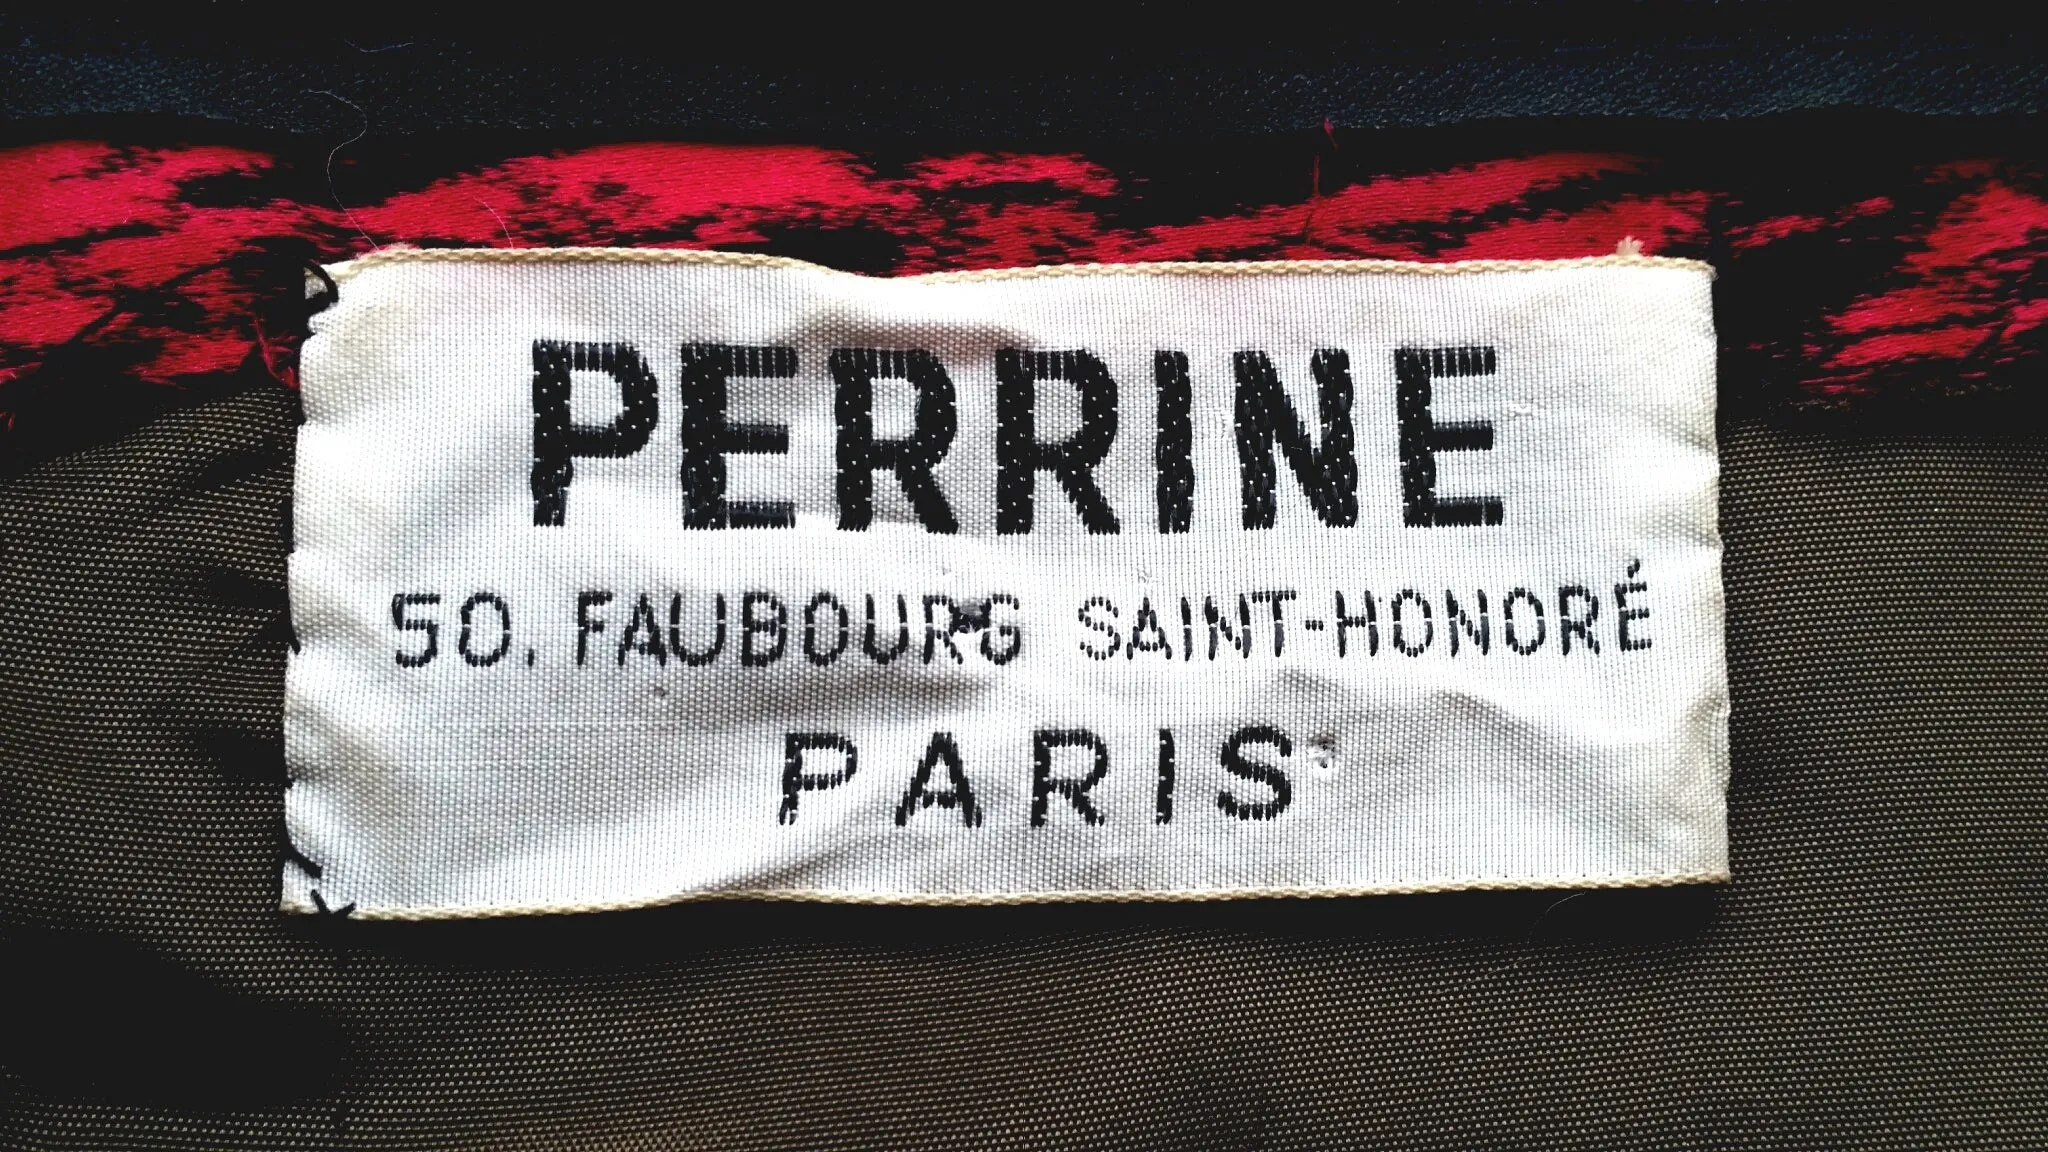 PERRINE
50, FAUBOURG SAINT-HONORÉ
PARIS